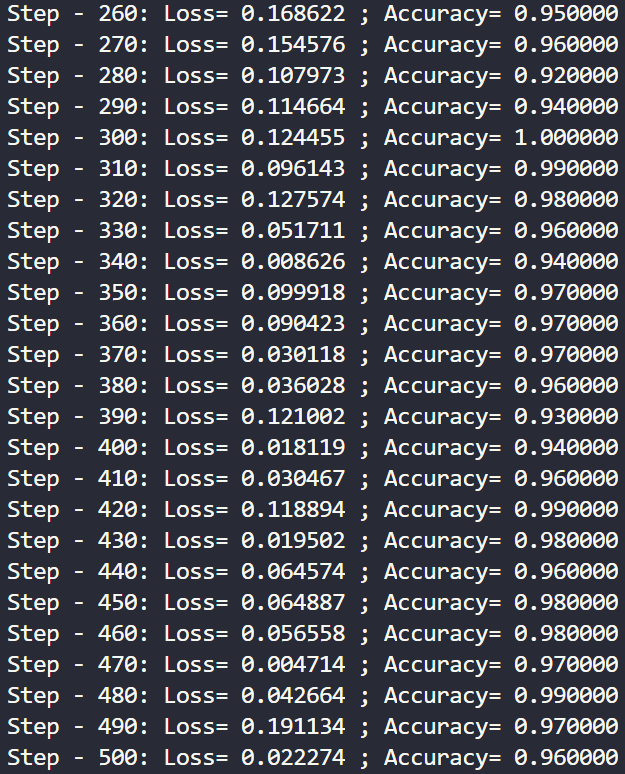 Step - 260: Loss= 0.168622 ; Accuracy= 0.950000
Step - 270: Loss= 0.154576 ; Accuracy= 0.960000
Step - 280: Loss= 0.107973 ; Accuracy= 0.920000
Step - 290: Loss= 0.114664 ; Accuracy= 0.940000
Step - 300: Loss= 0.124455 ; Accuracy= 1.000000
Step - 310: Loss= 0.096143 ; Accuracy= 0.990000
Step - 320: Loss= 0.127574 ; Accuracy= 0.980000
Step - 330: Loss= 0.051711 ; Accuracy= 0.960000
Step - 340: Loss= 0.008626 ; Accuracy= 0.940000
Step - 350: Loss= 0.099918 ; Accuracy= 0.970000
Step - 360: Loss= 0.090423 ; Accuracy= 0.970000
Step - 370: Loss= 0.030118 ; Accuracy= 0.970000
Step - 380: Loss= 0.036028 ; Accuracy= 0.960000
Step - 390: Loss= 0.121002 ; Accuracy= 0.930000
Step - 400: Loss= 0.018119 ; Accuracy= 0.940000
Step - 410: Loss= 0.030467 ; Accuracy= 0.960000
Step - 420: Loss= 0.118894 ; Accuracy= 0.990000
Step - 430: Loss= 0.019502 ; Accuracy= 0.980000
Step - 440: Loss= 0.064574 ; Accuracy= 0.960000
Step - 450: Loss= 0.064887 ; Accuracy= 0.980000
Step - 460: Loss= 0.056558 ; Accuracy= 0.980000
Step - 470: Loss= 0.004714 ; Accuracy= 0.970000
Step - 480: Loss= 0.042664 ; Accuracy= 0.990000
Step - 490: Loss= 0.191134 ; Accuracy= 0.970000
Step - 500: Loss= 0.022274 ; Accuracy= 0.960000